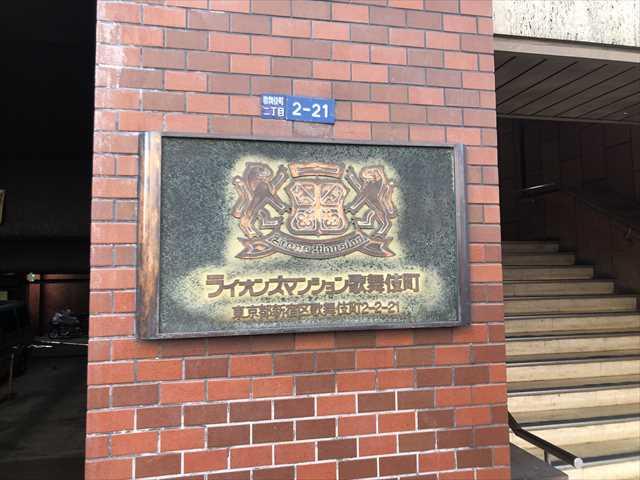 歌舞伎町
二丁目
2-21
Lions Mansion
ライオンズマンション歌舞伎町
東京都新宿区歌舞伎町2-2-21